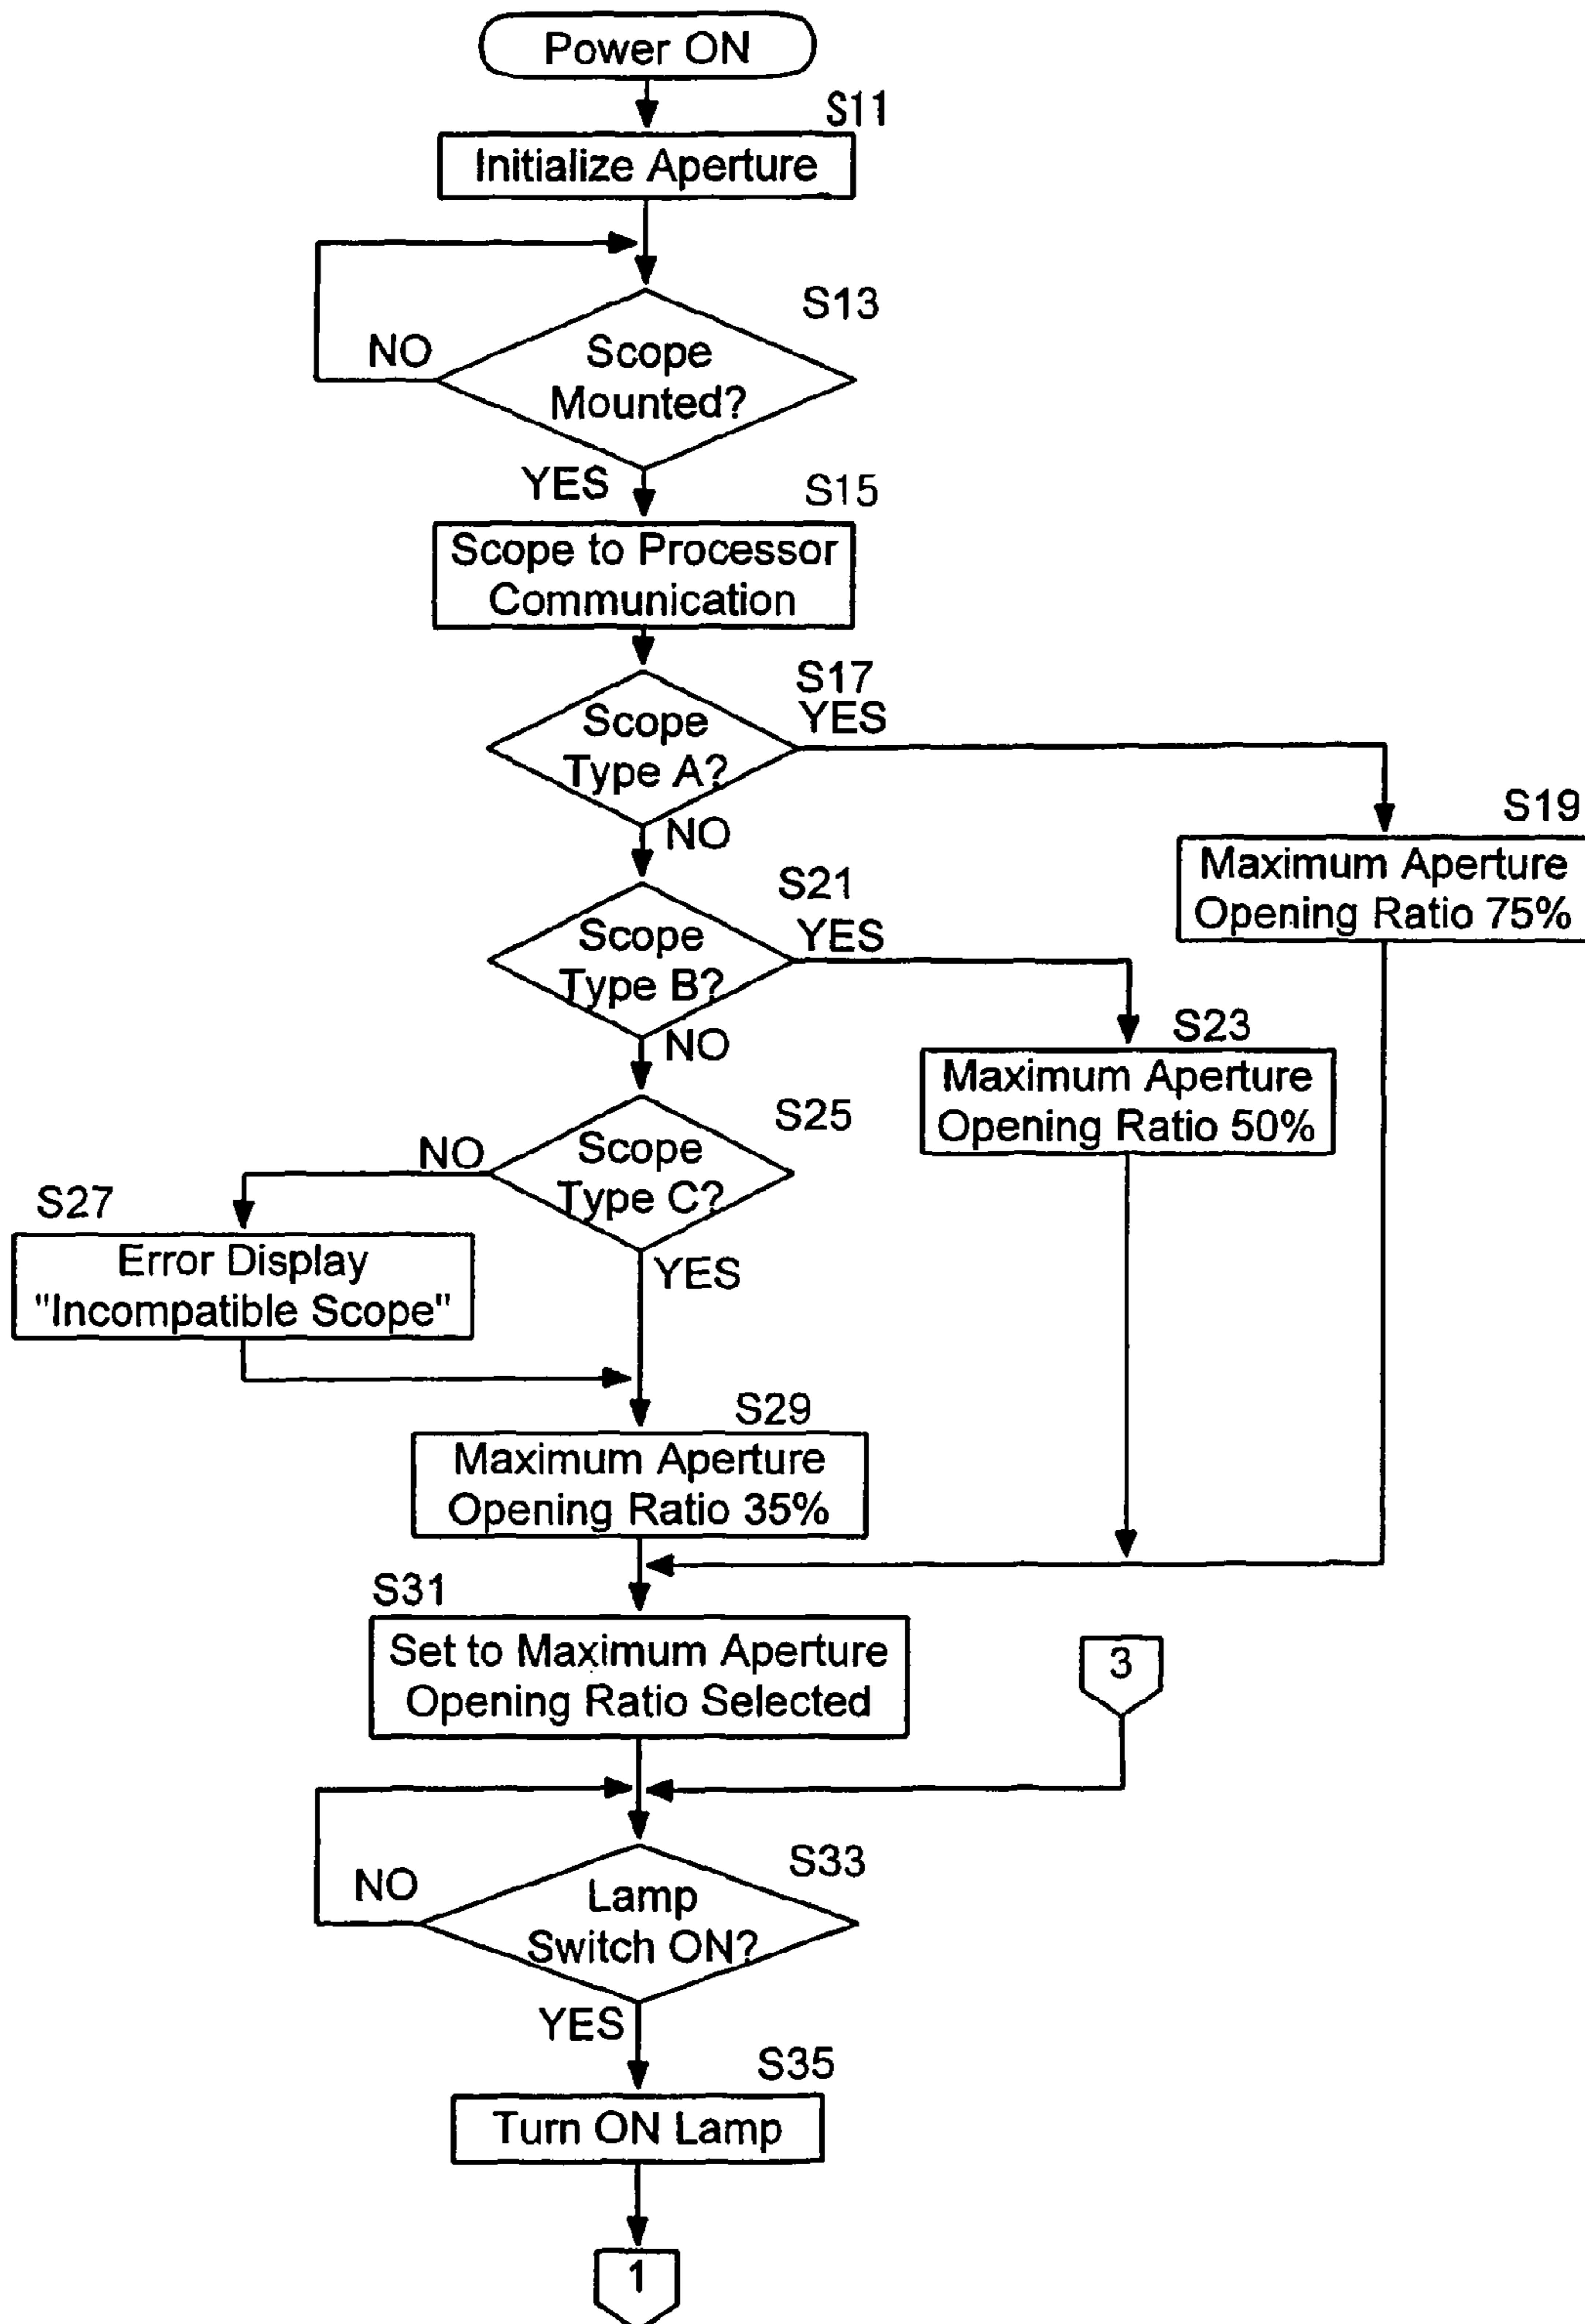 Power ON
S11
Initialize Aperture
S13
NO
Scope
Mounted?
YES
S15
Scope to Processor
Communication
S17
YES
Scope
Type A?
NO
S19
Maximum Aperture
Opening Ratio 75%
S21
YES
Scope
Type B?
NO
S23
Maximum Aperture
Opening Ratio 50%
S25
NO
Scope
Type C?
YES
S27
Error Display
"Incompatible Scope"
S29
Maximum Aperture
Opening Ratio 35%
S31
Set to Maximum Aperture
Opening Ratio Selected
3
S33
NO
Lamp
Switch ON?
YES
S35
Turn ON Lamp
1